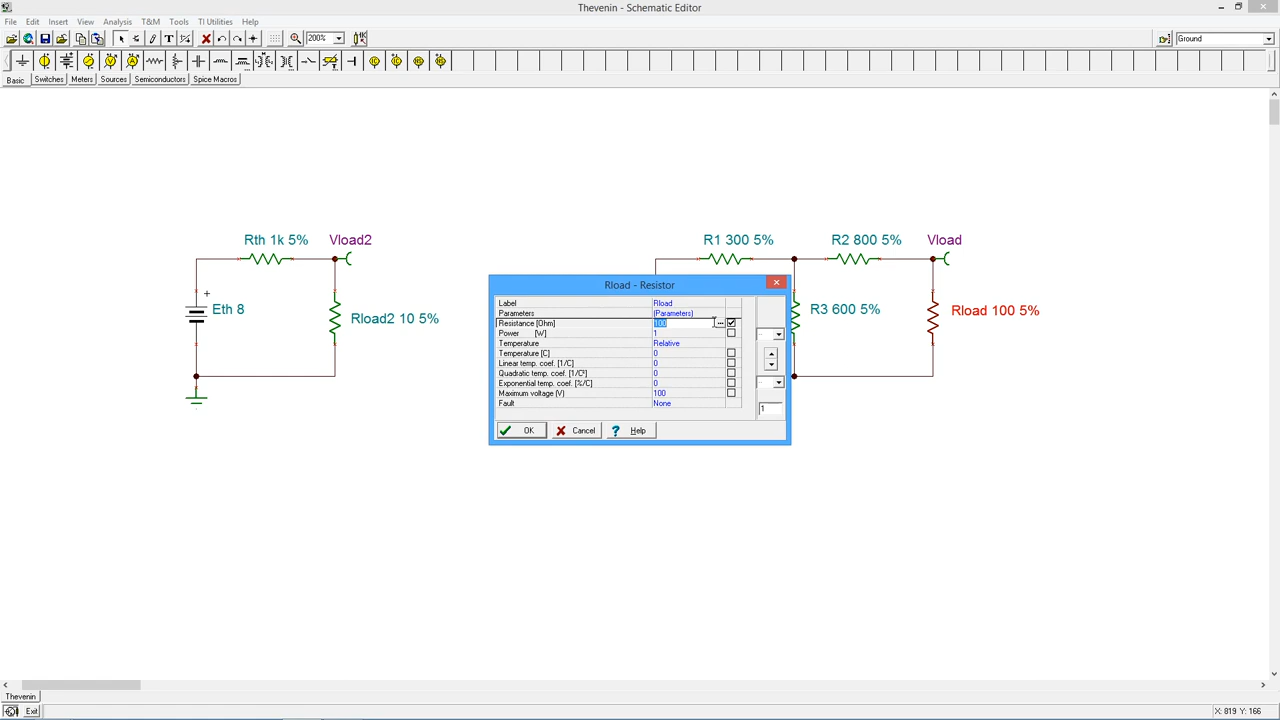 Thevenin - Schematic Editor
File Edit Insert View Analysis T&M Tools TI Utilities Help
200% Ground
Basic Switches Meters Sources Semiconductors Spice Macros
Rth 1k 5% Vload2 R1 300 5% R2 800 5% Vload
+
Eth 8 Rload2 10 5% R3 600 5% Rload 100 5%
Rload - Resistor
Label Rload
Parameters (Parameters)
Resistance [Ohm] 100 ...
Power [W] 1
Temperature Relative
Temperature [C] 0
Linear temp. coef. [1/C] 0
Quadratic temp. coef. [1/C²] 0
Exponential temp. coef. [%/C] 0
Maximum voltage (V) 100
Fault None
1
OK Cancel ? Help
Thevenin
Exit X: 819 Y: 166